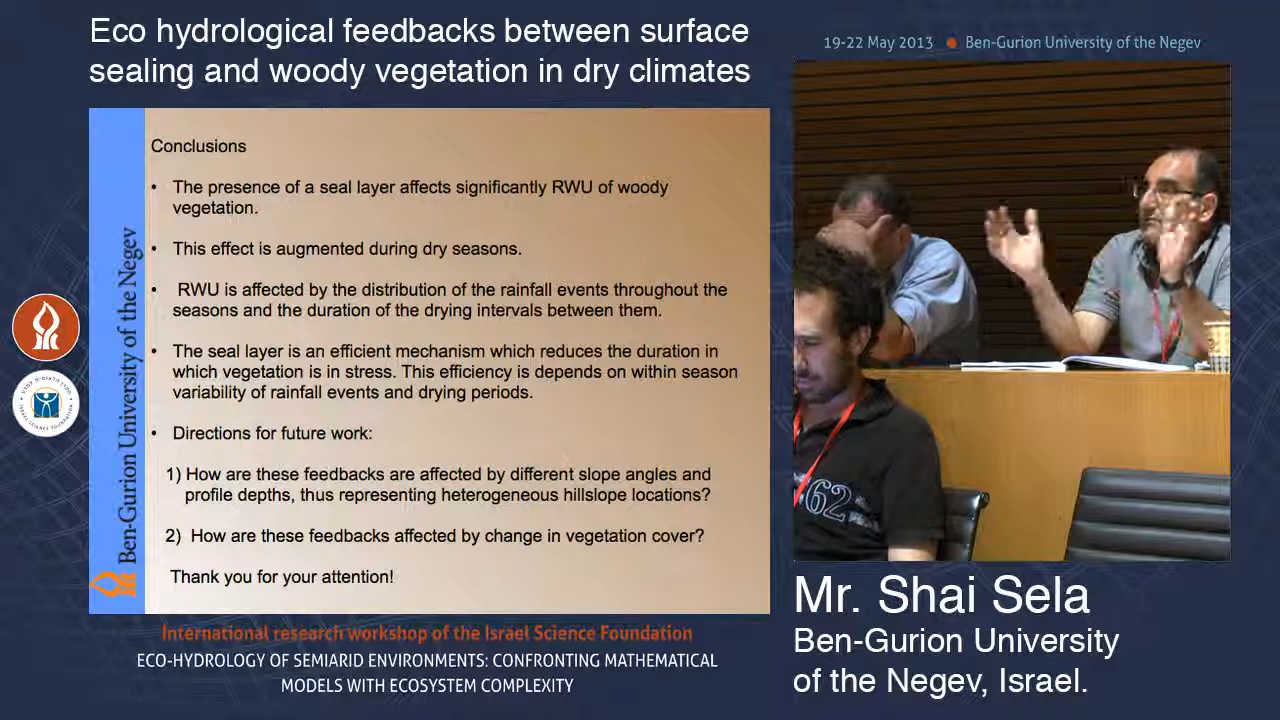 Eco hydrological feedbacks between surface
sealing and woody vegetation in dry climates
19-22 May 2013 ● Ben-Gurion University of the Negev
Ben-Gurion University of the Negev
Conclusions
• The presence of a seal layer affects significantly RWU of woody
vegetation.
• This effect is augmented during dry seasons.
• RWU is affected by the distribution of the rainfall events throughout the
seasons and the duration of the drying intervals between them.
• The seal layer is an efficient mechanism which reduces the duration in
which vegetation is in stress. This efficiency is depends on within season
variability of rainfall events and drying periods.
• Directions for future work:
1) How are these feedbacks are affected by different slope angles and
profile depths, thus representing heterogeneous hillslope locations?
2) How are these feedbacks affected by change in vegetation cover?
Thank you for your attention!
62
International research workshop of the Israel Science Foundation
ECO-HYDROLOGY OF SEMIARID ENVIRONMENTS: CONFRONTING MATHEMATICAL
MODELS WITH ECOSYSTEM COMPLEXITY
Mr. Shai Sela
Ben-Gurion University
of the Negev, Israel.